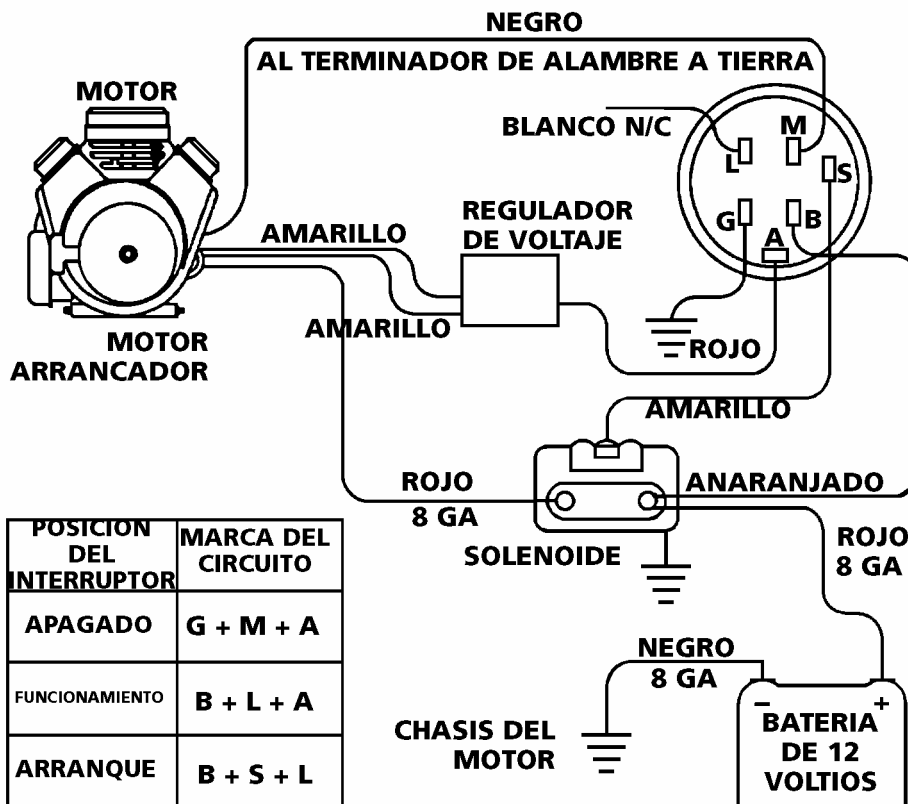 NEGRO
AL TERMINADOR DE ALAMBRE A TIERRA
MOTOR
BLANCO N/C
M
L
S
G
B
A
REGULADOR
DE VOLTAJE
AMARILLO
AMARILLO
MOTOR
ARRANCADOR
ROJO
AMARILLO
ROJO
8 GA
ANARANJADO
SOLENOIDE
ROJO
8 GA
POSICION
DEL
INTERRUPTOR
MARCA DEL
CIRCUITO
APAGADO
G + M + A
FUNCIONAMIENTO
B + L + A
ARRANQUE
B + S + L
NEGRO
8 GA
CHASIS DEL
MOTOR
− +
BATERIA
DE 12
VOLTIOS